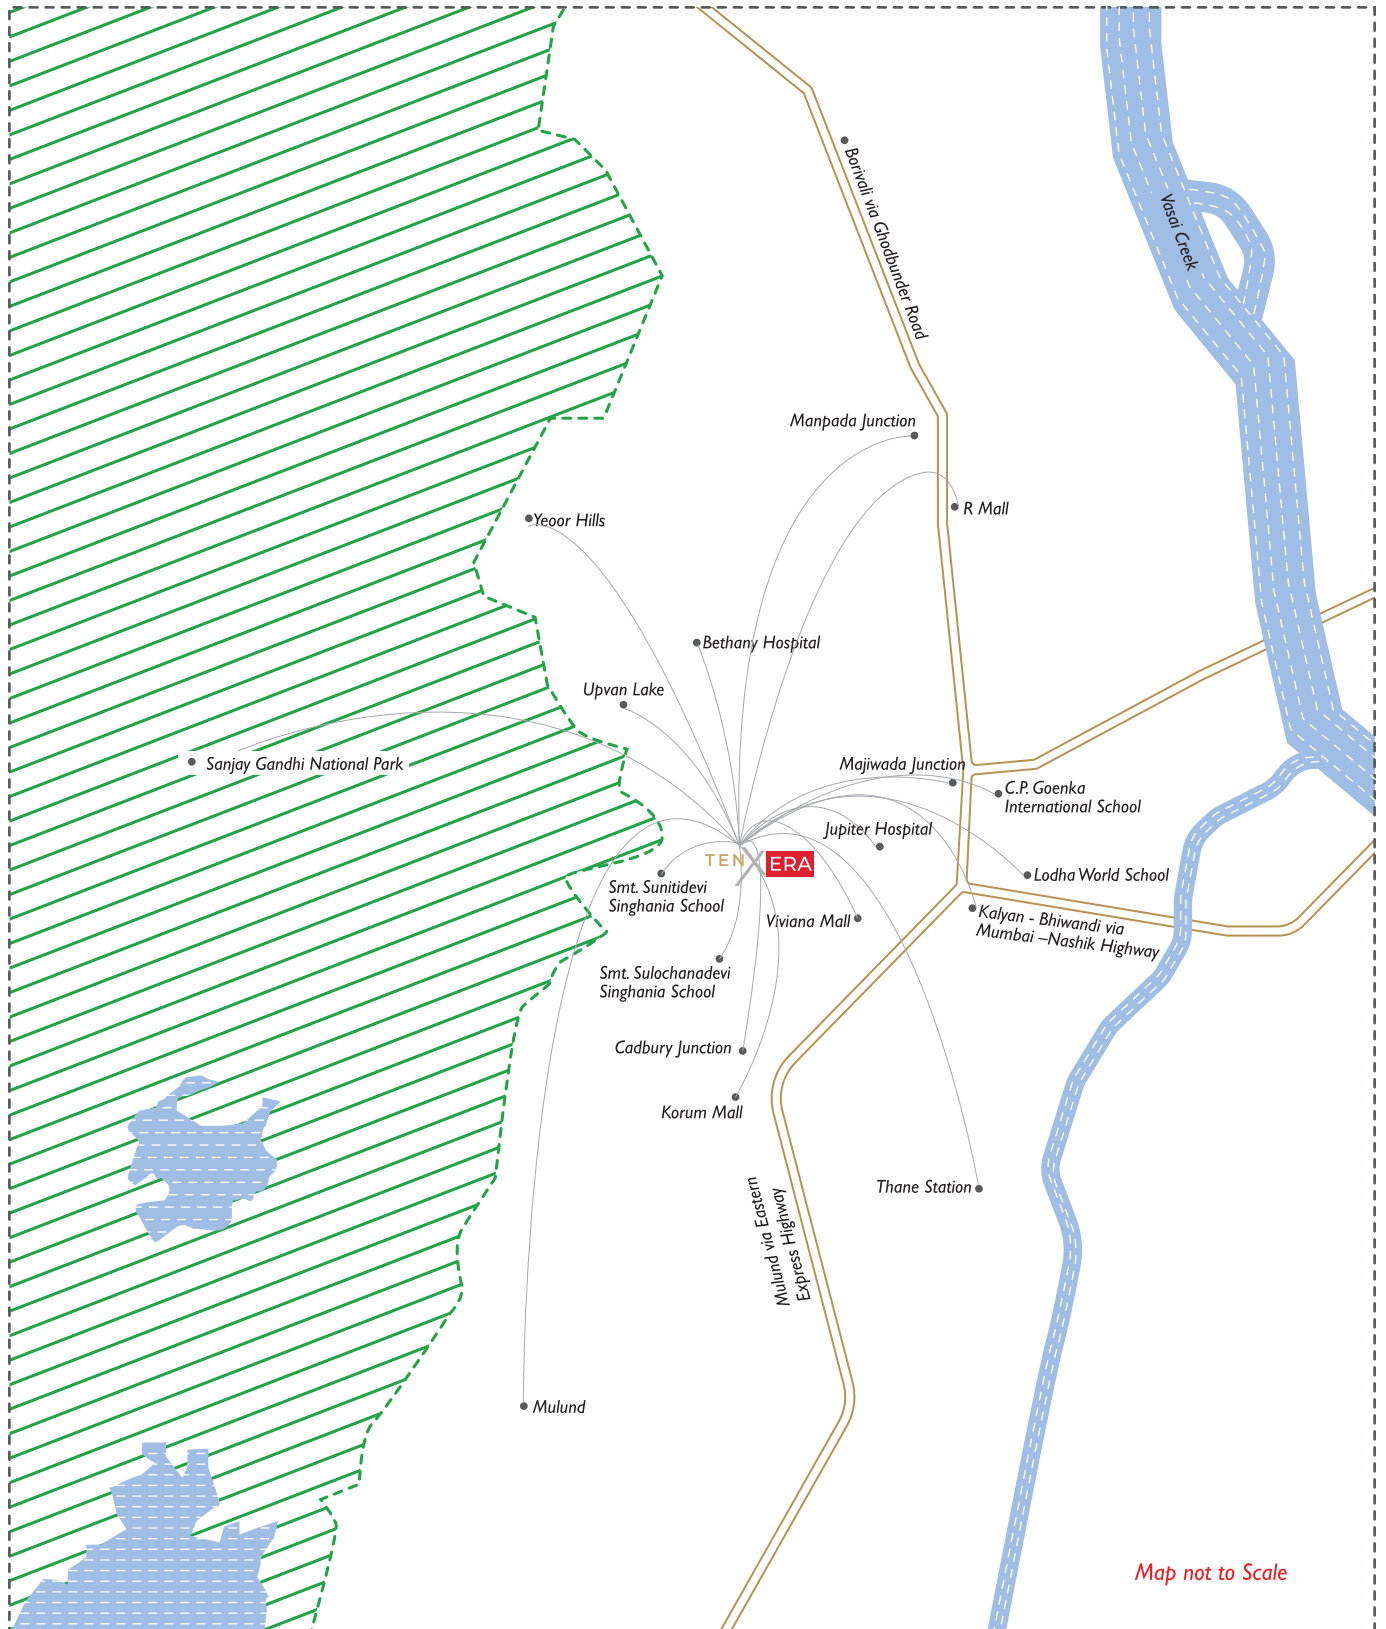 Borivali via Ghodbunder Road
Vasai Creek
Manpada Junction
R Mall
Yeoor Hills
Bethany Hospital
Upvan Lake
Sanjay Gandhi National Park
Majiwada Junction
C.P. Goenka
International School
Jupiter Hospital
TEN X ERA
Lodha World School
Smt. Sunitidevi
Singhania School
Viviana Mall
Kalyan - Bhiwandi via
Mumbai –Nashik Highway
Smt. Sulochanadevi
Singhania School
Cadbury Junction
Korum Mall
Thane Station
Mulund via Eastern
Express Highway
Mulund
Map not to Scale